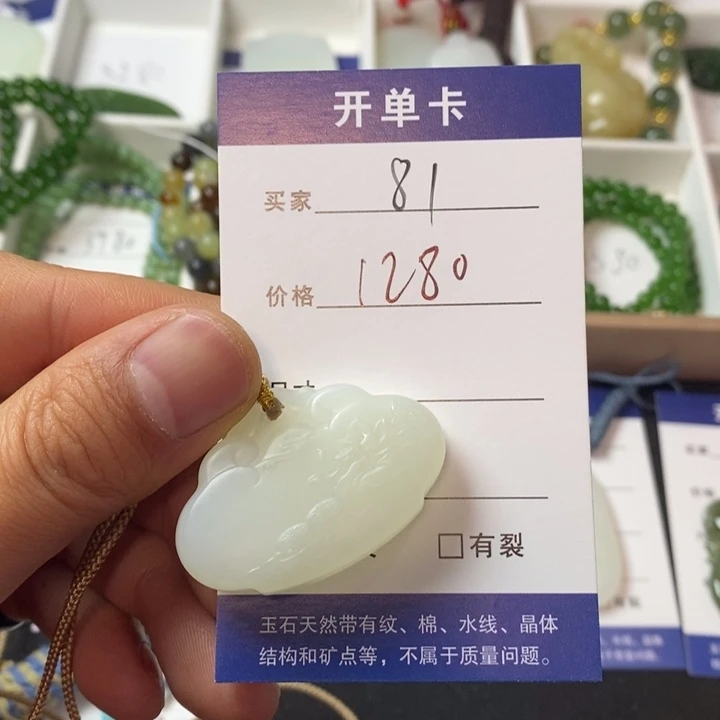 开单卡
买家 81
价格 1280
有裂
玉石天然带有纹、棉、水线、晶体
结构和矿点等，不属于质量问题。